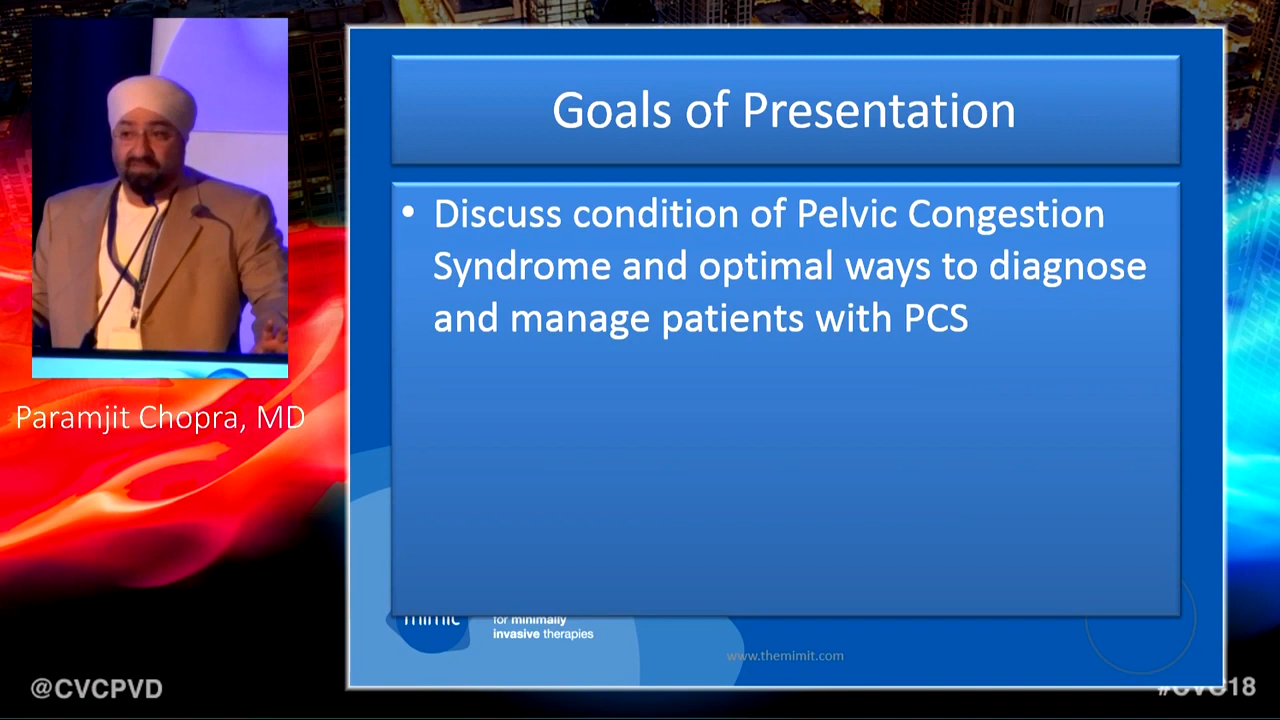 Goals of Presentation
• Discuss condition of Pelvic Congestion
Syndrome and optimal ways to diagnose
and manage patients with PCS
Paramjit Chopra, MD
for minimally
invasive therapies
www.themimit.com
@CVCPVD
#CVC18